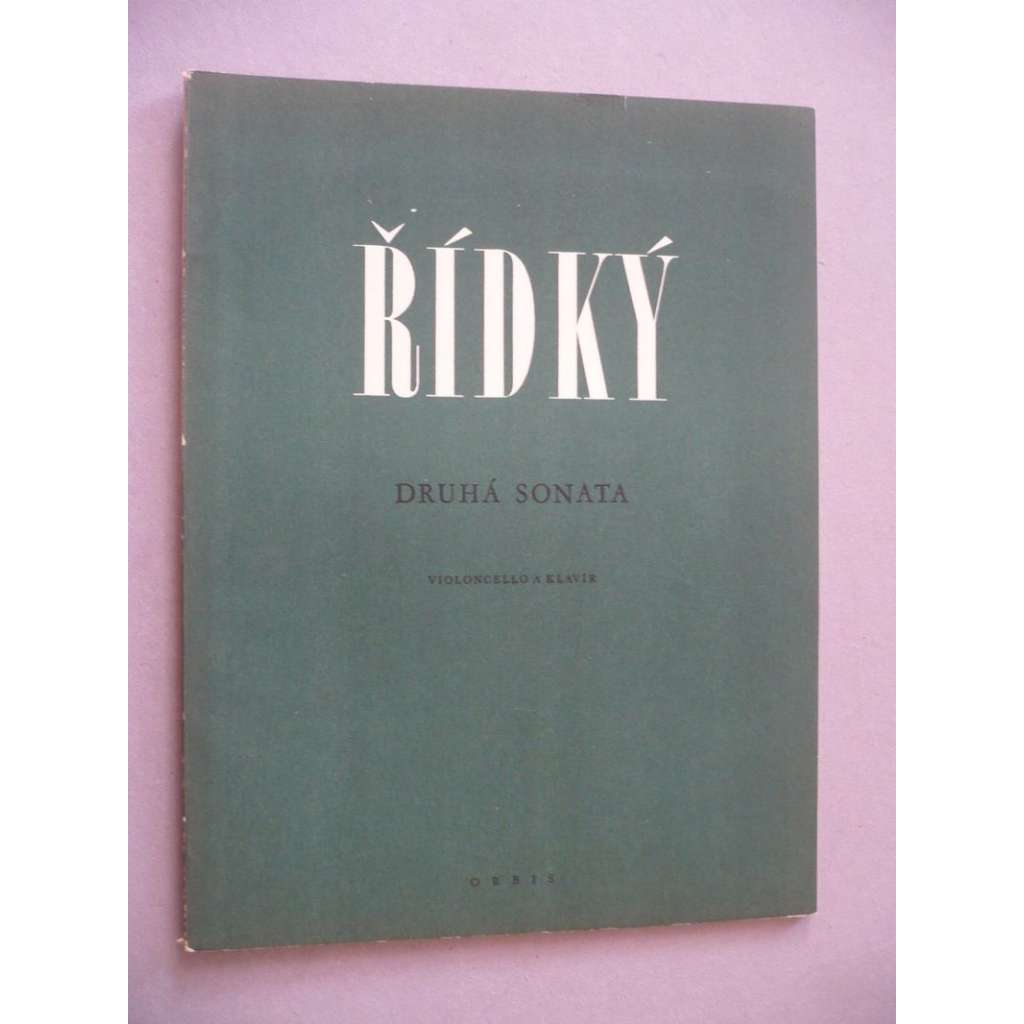 ŘÍDKÝ
DRUHÁ SONATA
VIOLONCELLO A KLAVÍR
ORBIS